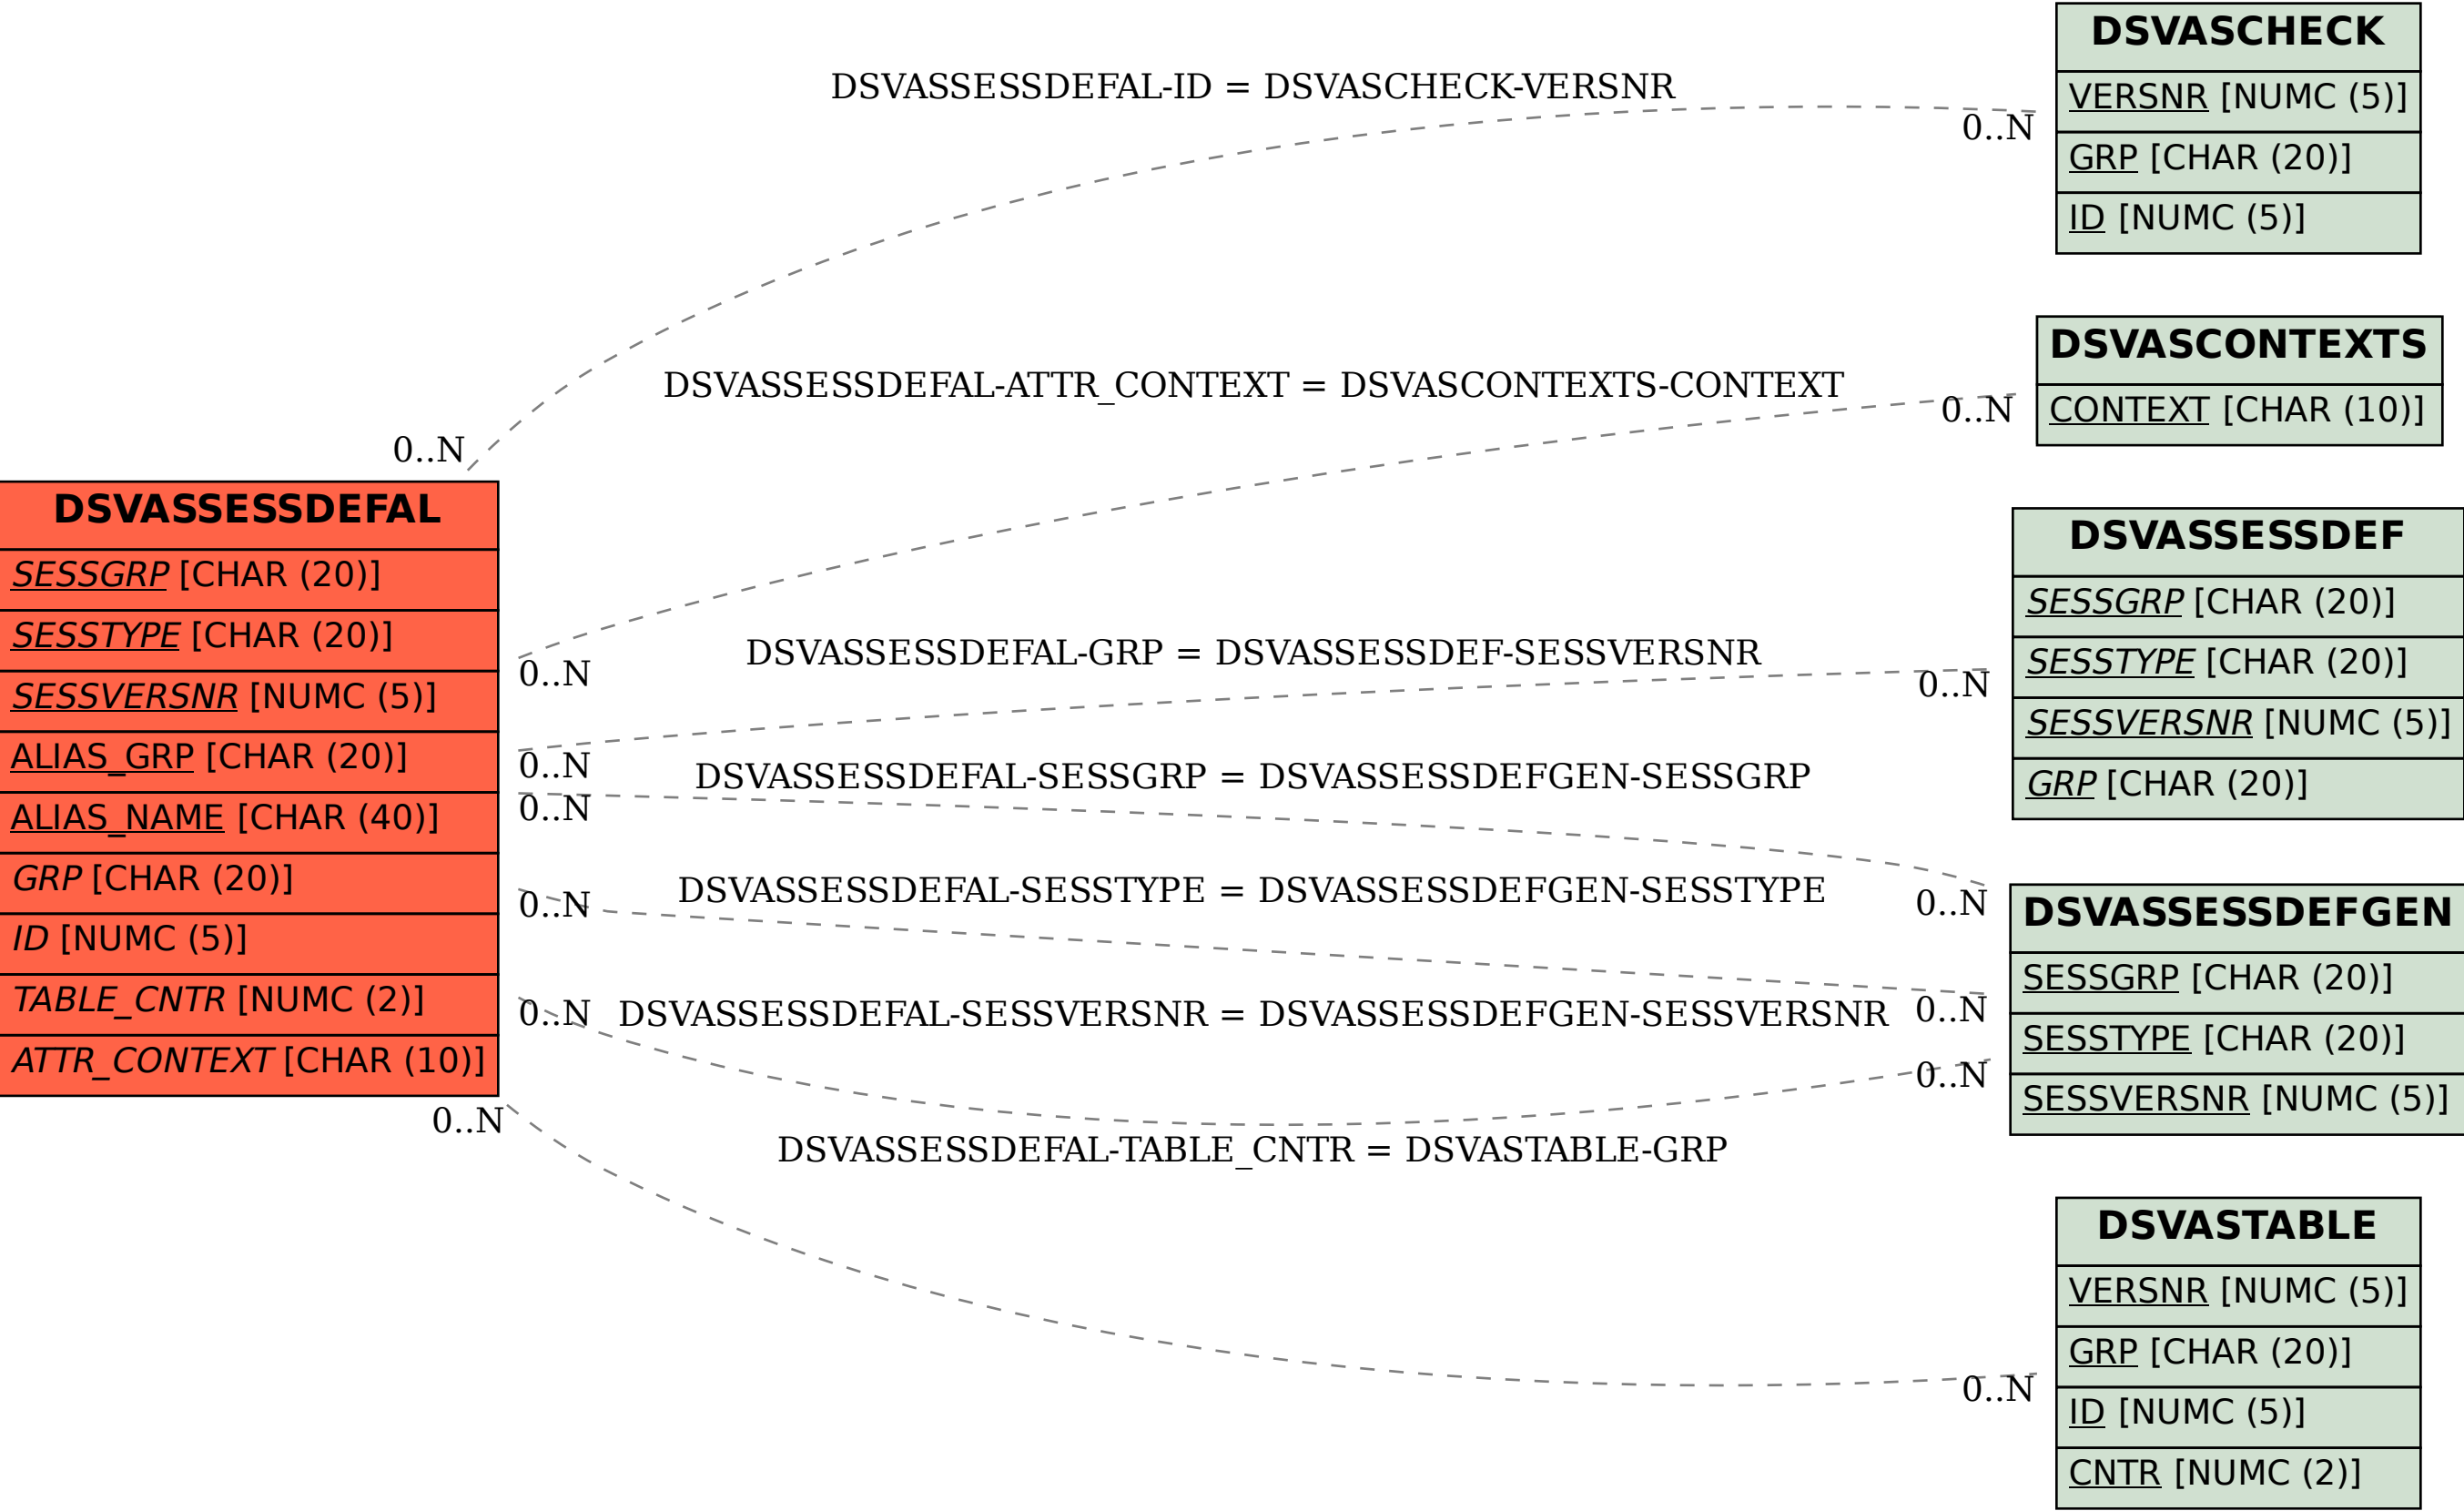 DSVASSESSDEFAL
SESSGRP [CHAR (20)]
SESSTYPE [CHAR (20)]
SESSVERSNR [NUMC (5)]
ALIAS_GRP [CHAR (20)]
ALIAS_NAME [CHAR (40)]
GRP [CHAR (20)]
ID [NUMC (5)]
TABLE_CNTR [NUMC (2)]
ATTR_CONTEXT [CHAR (10)]
DSVASSESSDEFAL-ID = DSVASCHECK-VERSNR
0..N
0..N
DSVASSESSDEFAL-ATTR_CONTEXT = DSVASCONTEXTS-CONTEXT
0..N
0..N
DSVASSESSDEFAL-GRP = DSVASSESSDEF-SESSVERSNR
0..N
0..N
DSVASSESSDEFAL-SESSGRP = DSVASSESSDEFGEN-SESSGRP
0..N
0..N
DSVASSESSDEFAL-SESSTYPE = DSVASSESSDEFGEN-SESSTYPE
0..N
0..N
DSVASSESSDEFAL-SESSVERSNR = DSVASSESSDEFGEN-SESSVERSNR
0..N
0..N
DSVASSESSDEFAL-TABLE_CNTR = DSVASTABLE-GRP
0..N
0..N
DSVASCHECK
VERSNR [NUMC (5)]
GRP [CHAR (20)]
ID [NUMC (5)]
DSVASCONTEXTS
CONTEXT [CHAR (10)]
DSVASSESSDEF
SESSGRP [CHAR (20)]
SESSTYPE [CHAR (20)]
SESSVERSNR [NUMC (5)]
GRP [CHAR (20)]
DSVASSESSDEFGEN
SESSGRP [CHAR (20)]
SESSTYPE [CHAR (20)]
SESSVERSNR [NUMC (5)]
DSVASTABLE
VERSNR [NUMC (5)]
GRP [CHAR (20)]
ID [NUMC (5)]
CNTR [NUMC (2)]